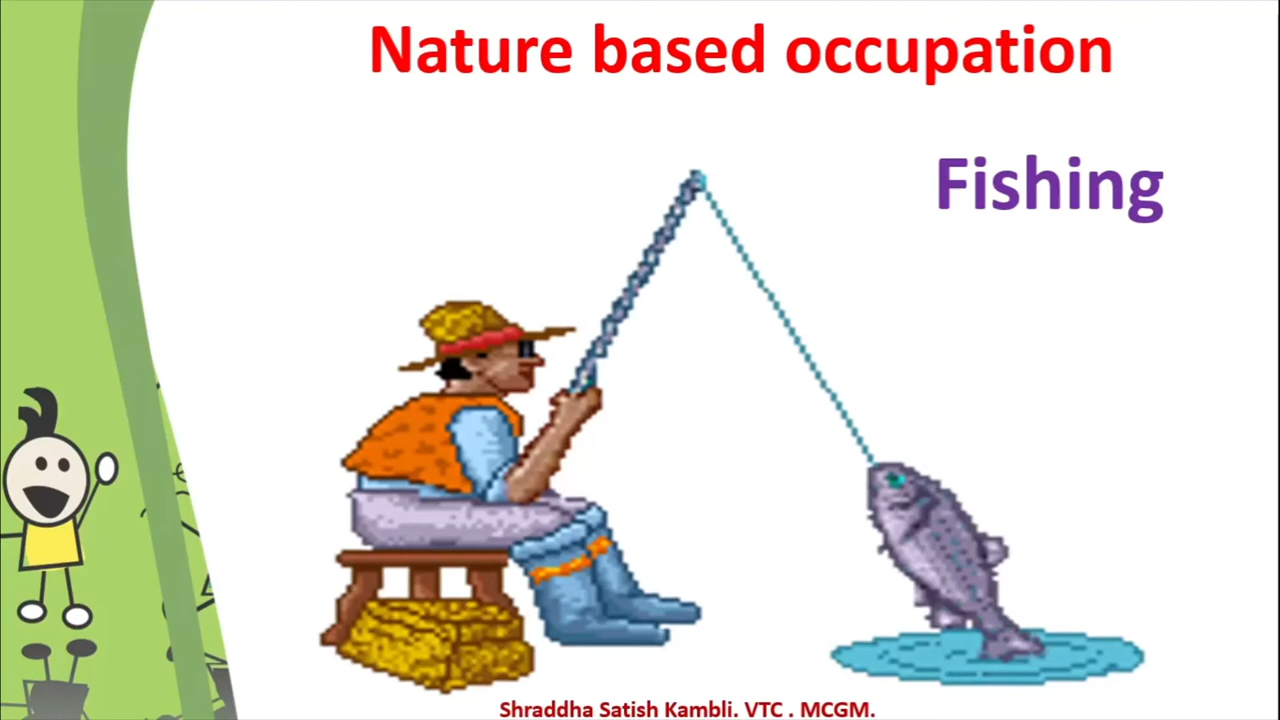 Nature based occupation
Fishing
Shraddha Satish Kambli. VTC . MCGM.